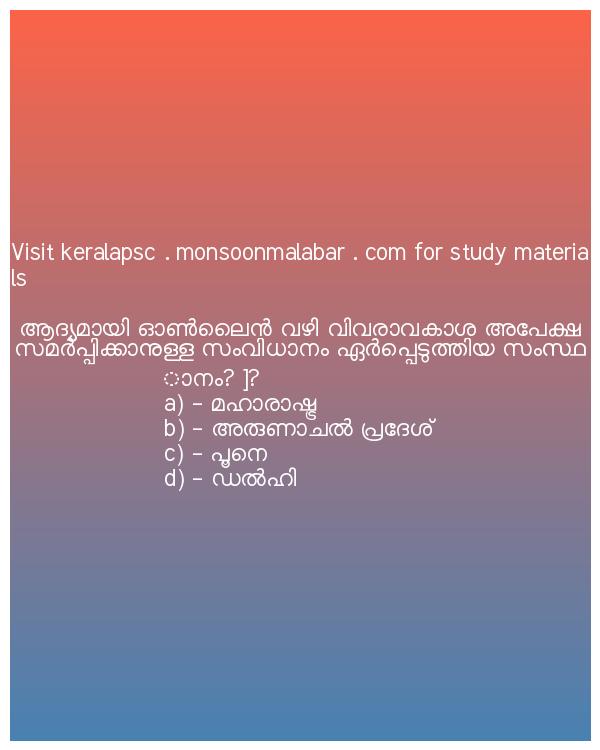 Visit keralapsc . monsoonmalabar . com for study materia
ls
ആദ്യമായി ഓൺലൈൻ വഴി വിവരാവകാശ അപേക്ഷ
സമർപ്പിക്കാനുള്ള സംവിധാനം ഏർപ്പെടുത്തിയ സംസ്ഥ
ാനം? ]?
a) - മഹാരാഷ്ട്ര
b) - അരുണാചൽ പ്രദേശ്
c) - പൂനെ
d) - ഡൽഹി